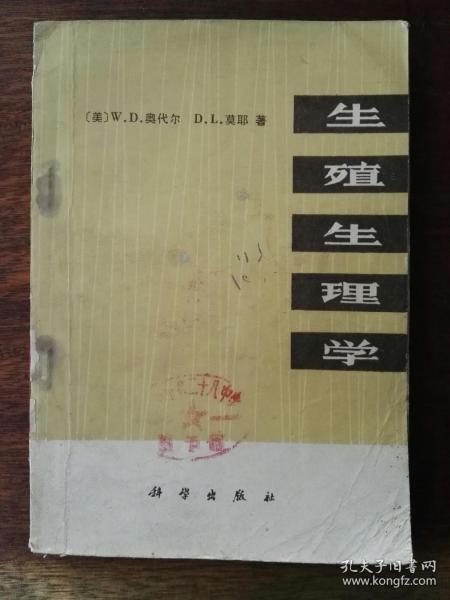 〔美〕W.D.奥代尔 D.L.莫耶 著
生殖生理学
科学出版社
孔夫子旧书网
www.kongfz.com